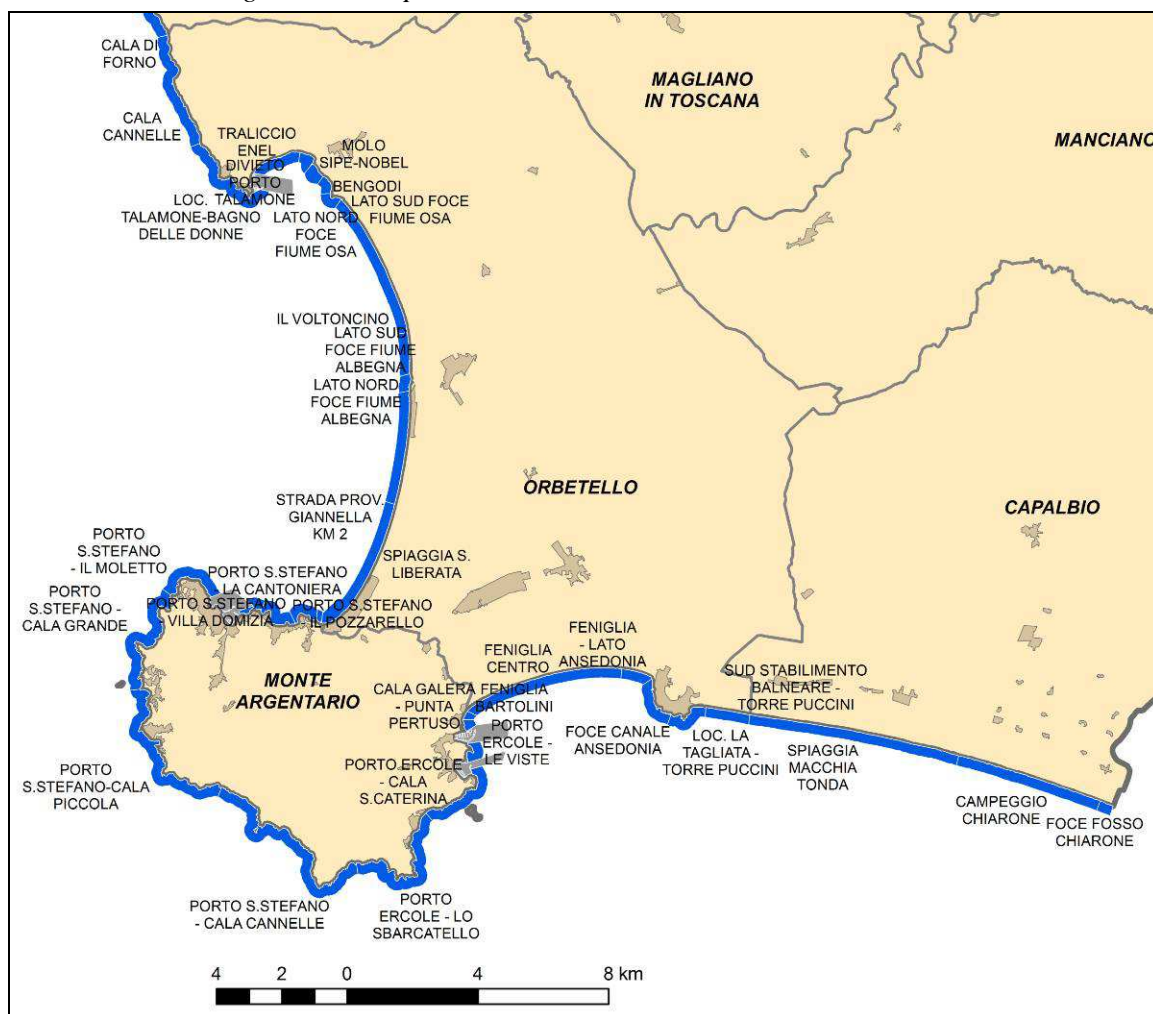 CALA DI
FORNO
MAGLIANO
IN TOSCANA
CALA
CANNELLE
TRALICCIO
ENEL
DIVIETO
PORTO
TALAMONE
MOLO
SIPE-NOBEL
MANCIANO
BENGODI
LOC.
TALAMONE-BAGNO
DELLE DONNE
LATO SUD FOCE
FIUME OSA
LATO NORD
FOCE
FIUME OSA
IL VOLTONCINO
LATO SUD
FOCE FIUME
ALBEGNA
LATO NORD
FOCE FIUME
ALBEGNA
ORBETELLO
STRADA PROV.
GIANNELLA
KM 2
CAPALBIO
PORTO
S.STEFANO
- IL MOLETTO
SPIAGGIA S.
LIBERATA
PORTO S.STEFANO
- LA CANTONIERA
PORTO
S.STEFANO -
CALA GRANDE
PORTO S.STEFANO
- VILLA DOMIZIA
PORTO S.STEFANO
- IL POZZARELLO
FENIGLIA
CENTRO
FENIGLIA
- LATO
ANSEDONIA
MONTE
ARGENTARIO
CALA GALERA
- PUNTA
PERTUSO
FENIGLIA
BARTOLINI
SUD STABILIMENTO
BALNEARE -
TORRE PUCCINI
PORTO
ERCOLE -
LE VISTE
FOCE CANALE
ANSEDONIA
LOC. LA
TAGLIATA -
TORRE PUCCINI
SPIAGGIA
MACCHIA
TONDA
PORTO ERCOLE
- CALA
S.CATERINA
PORTO
S.STEFANO-CALA
PICCOLA
CAMPEGGIO
CHIARONE
FOCE FOSSO
CHIARONE
PORTO S.STEFANO
- CALA CANNELLE
PORTO
ERCOLE - LO
SBARCATELLO
4 2 0 4 8 km